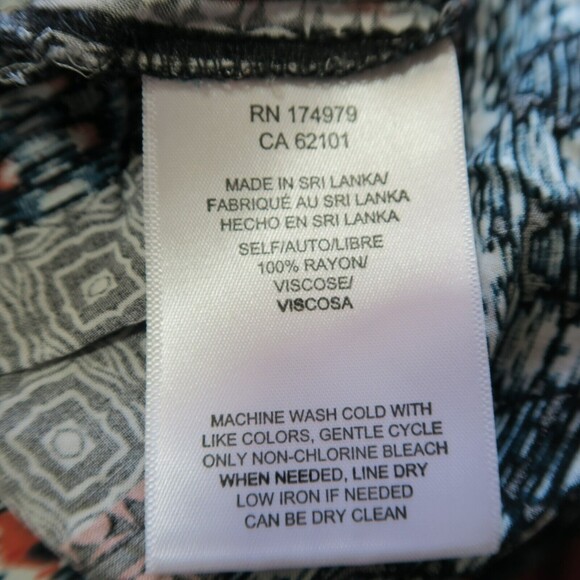 RN 174979
CA 62101
MADE IN SRI LANKA/
FABRIQUÉ AU SRI LANKA
HECHO EN SRI LANKA
SELF/AUTO/LIBRE
100% RAYON/
VISCOSE/
VISCOSA
MACHINE WASH COLD WITH
LIKE COLORS, GENTLE CYCLE
ONLY NON-CHLORINE BLEACH
WHEN NEEDED, LINE DRY
LOW IRON IF NEEDED
CAN BE DRY CLEAN